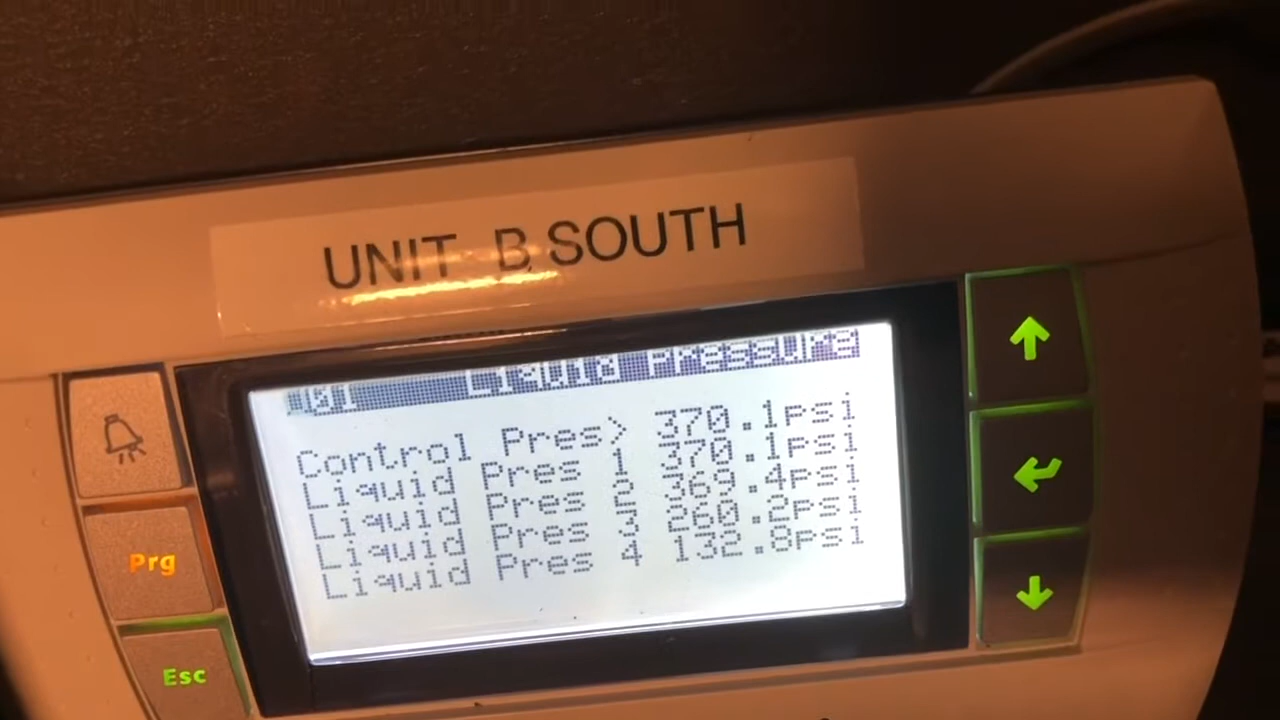 UNIT B SOUTH
01 Liquid Pressure
Control Pres> 370.1psi
Liquid Pres 1 370.1psi
Liquid Pres 2 369.4psi
Liquid Pres 3 260.2psi
Liquid Pres 4 132.8psi
Prg
Esc